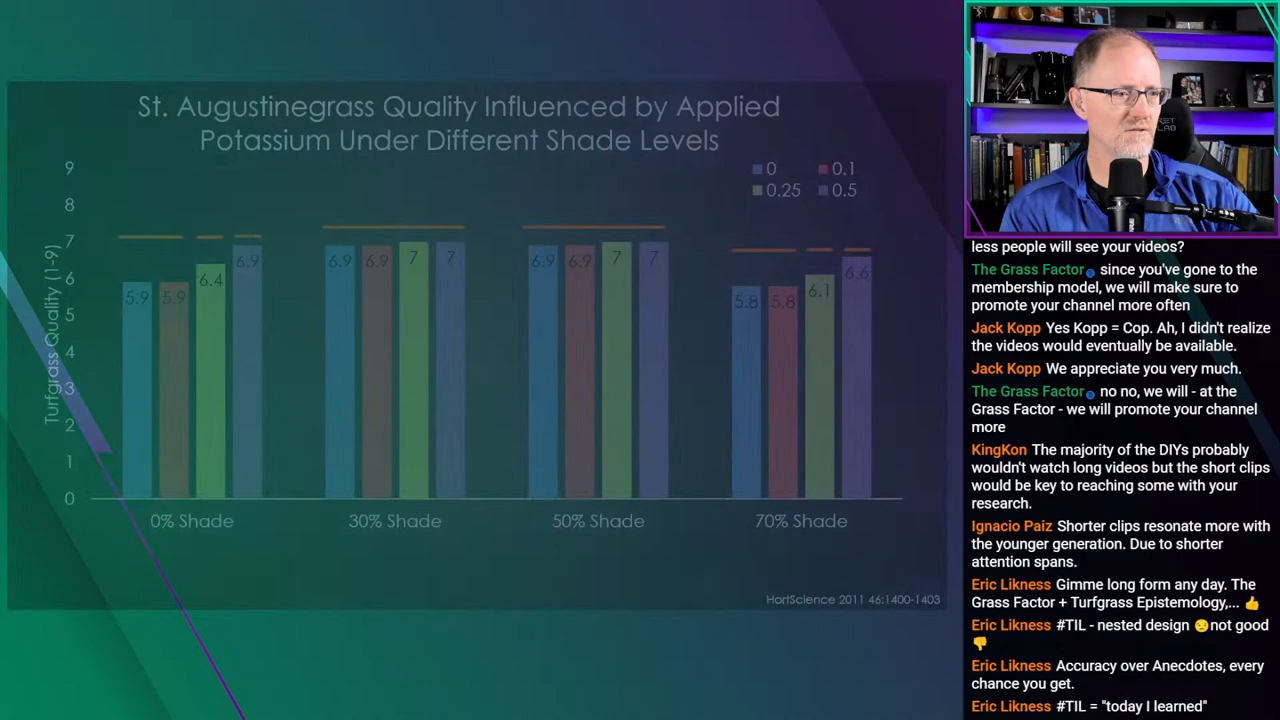 St. Augustinegrass Quality Influenced by Applied
Potassium Under Different Shade Levels
0 0.1
0.25 0.5
Turfgrass Quality (1-9)
9
8
7
6
5
4
3
2
1
0
5.9 5.9 6.4 6.9
6.9 6.9 7 7
6.9 6.9 7 7
5.8 5.8 6.1 6.6
0% Shade 30% Shade 50% Shade 70% Shade
HortScience 2011 46:1400-1403
less people will see your videos?
The Grass Factor since you've gone to the
membership model, we will make sure to
promote your channel more often
Jack Kopp Yes Kopp = Cop. Ah, I didn't realize
the videos would eventually be available.
Jack Kopp We appreciate you very much.
The Grass Factor no no, we will - at the
Grass Factor - we will promote your channel
more
KingKon The majority of the DIYs probably
wouldn't watch long videos but the short clips
would be key to reaching some with your
research.
Ignacio Paiz Shorter clips resonate more with
the younger generation. Due to shorter
attention spans.
Eric Likness Gimme long form any day. The
Grass Factor + Turfgrass Epistemology,... 👍
Eric Likness #TIL - nested design 😔not good
👎
Eric Likness Accuracy over Anecdotes, every
chance you get.
Eric Likness #TIL = "today I learned"